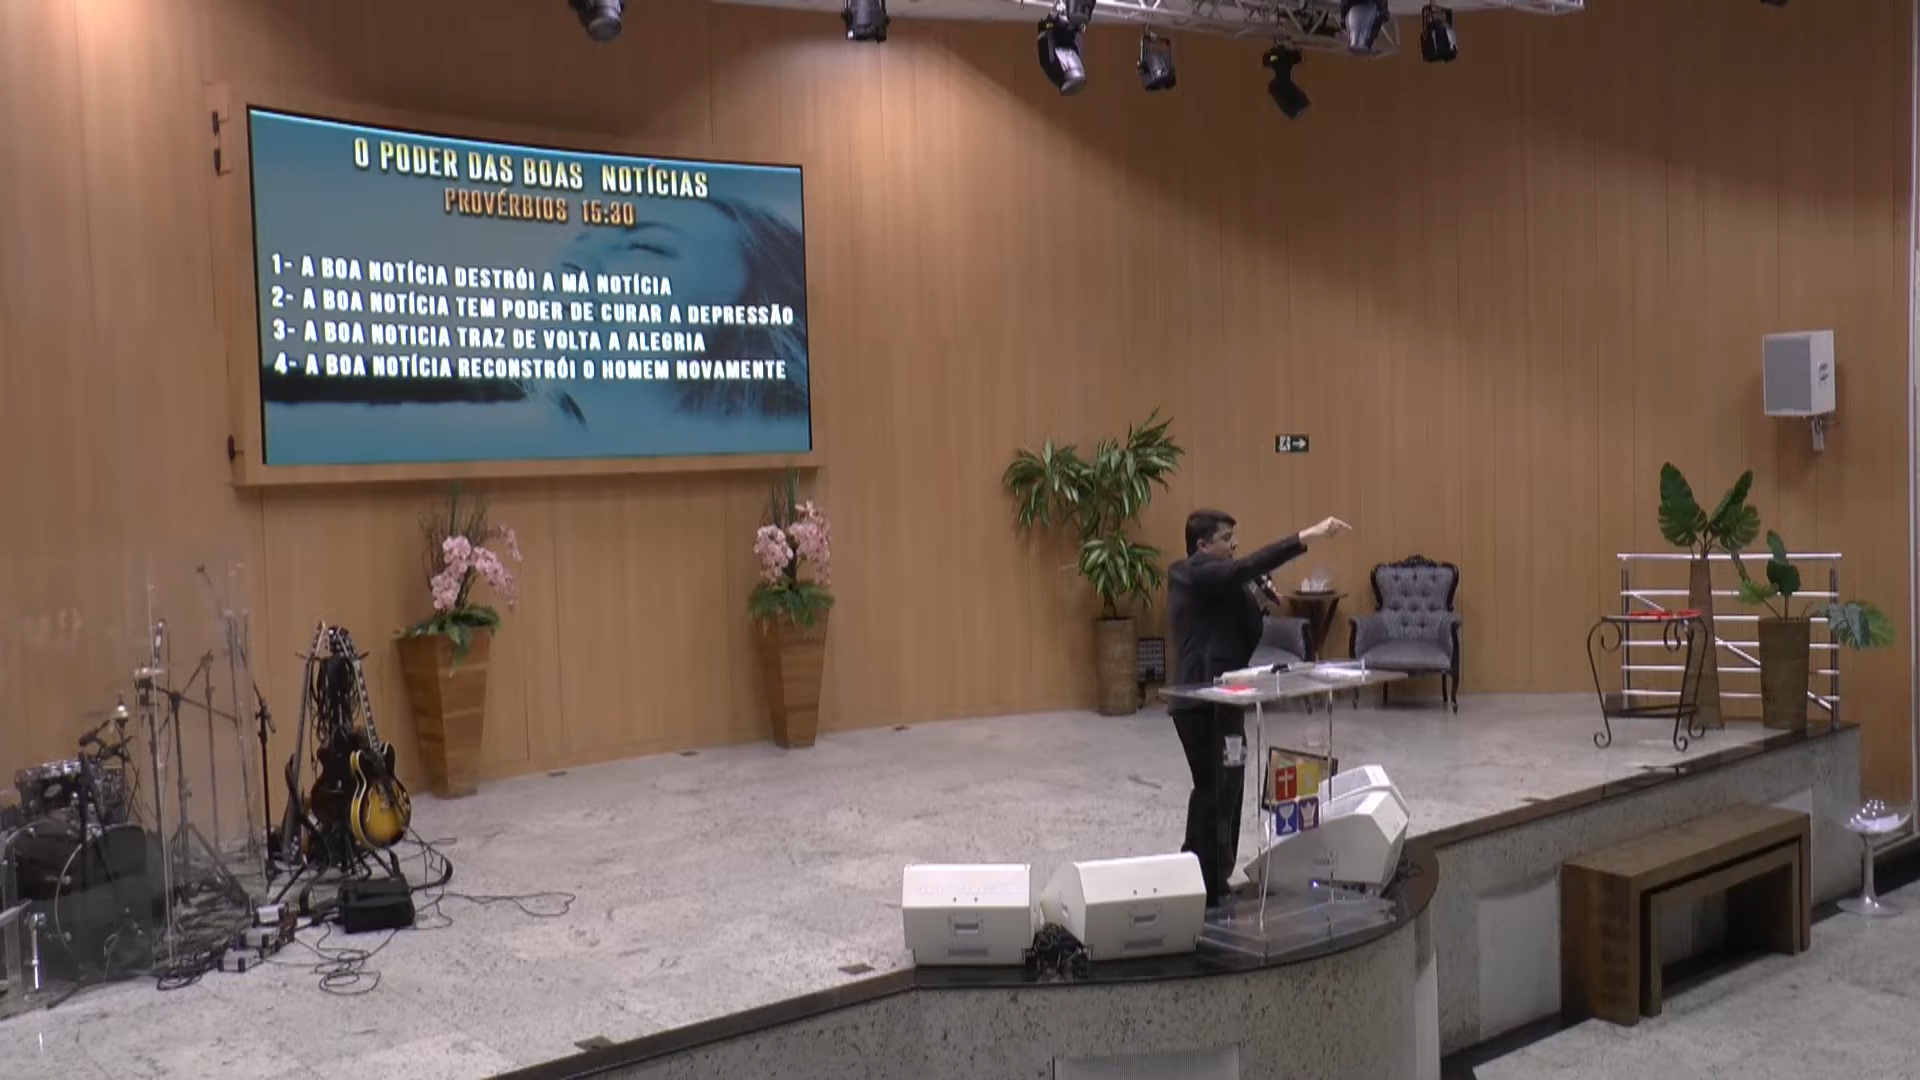 O PODER DAS BOAS NOTÍCIAS
PROVÉRBIOS 15:30
1- A BOA NOTÍCIA DESTRÓI A MÁ NOTÍCIA
2- A BOA NOTÍCIA TEM PODER DE CURAR A DEPRESSÃO
3- A BOA NOTICIA TRAZ DE VOLTA A ALEGRIA
4- A BOA NOTÍCIA RECONSTRÓI O HOMEM NOVAMENTE